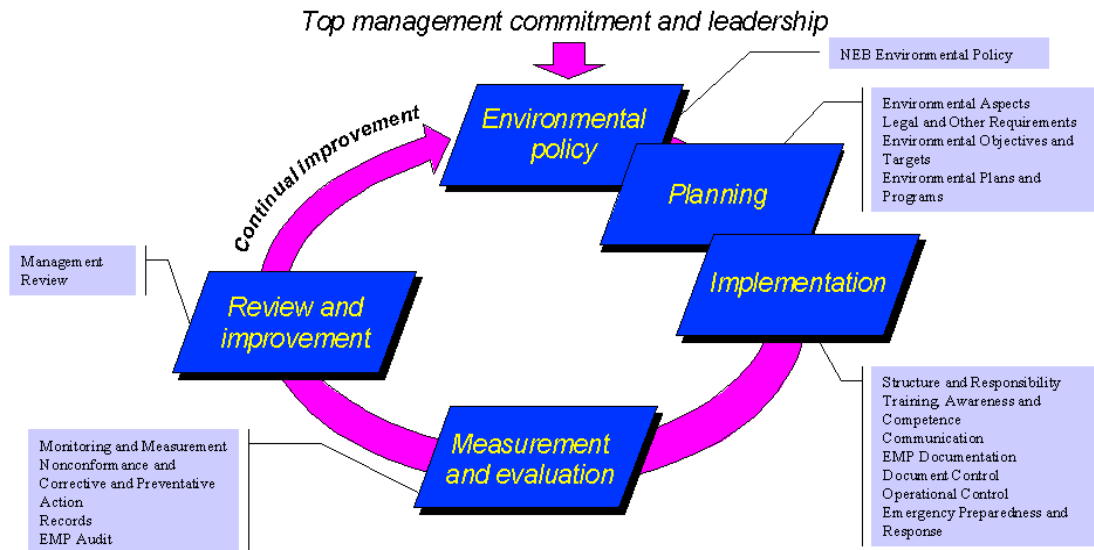 Top management commitment and leadership
NEB Environmental Policy
Environmental
policy
Environmental Aspects
Legal and Other Requirements
Environmental Objectives and
Targets
Environmental Plans and
Programs
Planning
Continual improvement
Implementation
Management
Review
Review and
improvement
Structure and Responsibility
Training, Awareness and
Competence
Communication
EMP Documentation
Document Control
Operational Control
Emergency Preparedness and
Response
Measurement
and evaluation
Monitoring and Measurement
Nonconformance and
Corrective and Preventative
Action
Records
EMP Audit